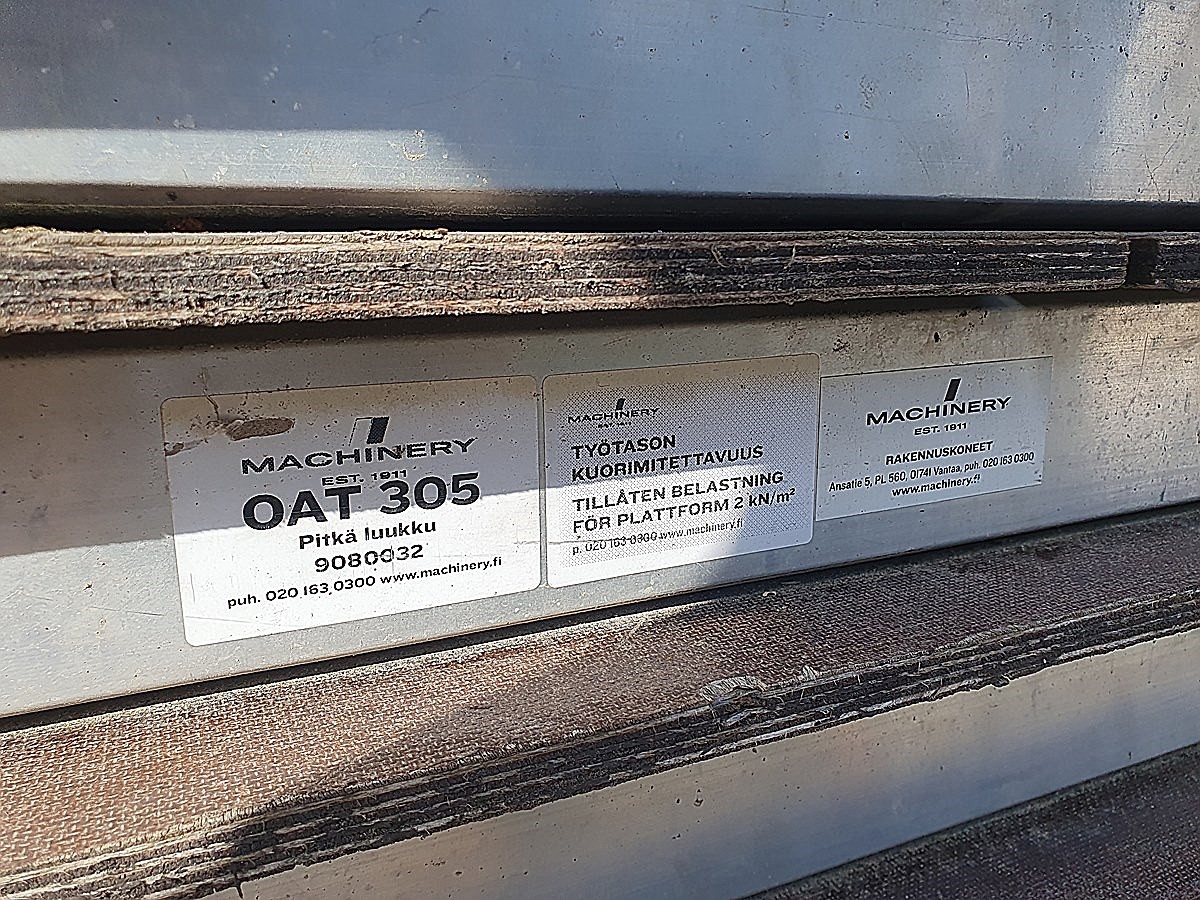 MACHINERY
EST. 1911
OAT 305
Pitkä luukku
9080032
puh. 020 163 0300 www.machinery.fi
MACHINERY
EST. 1911
TYÖTASON
KUORIMITETTAVUUS
TILLÅTEN BELASTNING
FÖR PLATTFORM 2 kN/m²
p. 020 163 0300 www.machinery.fi
MACHINERY
EST. 1911
RAKENNUSKONEET
Ansatie 5, PL 560, 01741 Vantaa, puh. 020 163 0300
www.machinery.fi